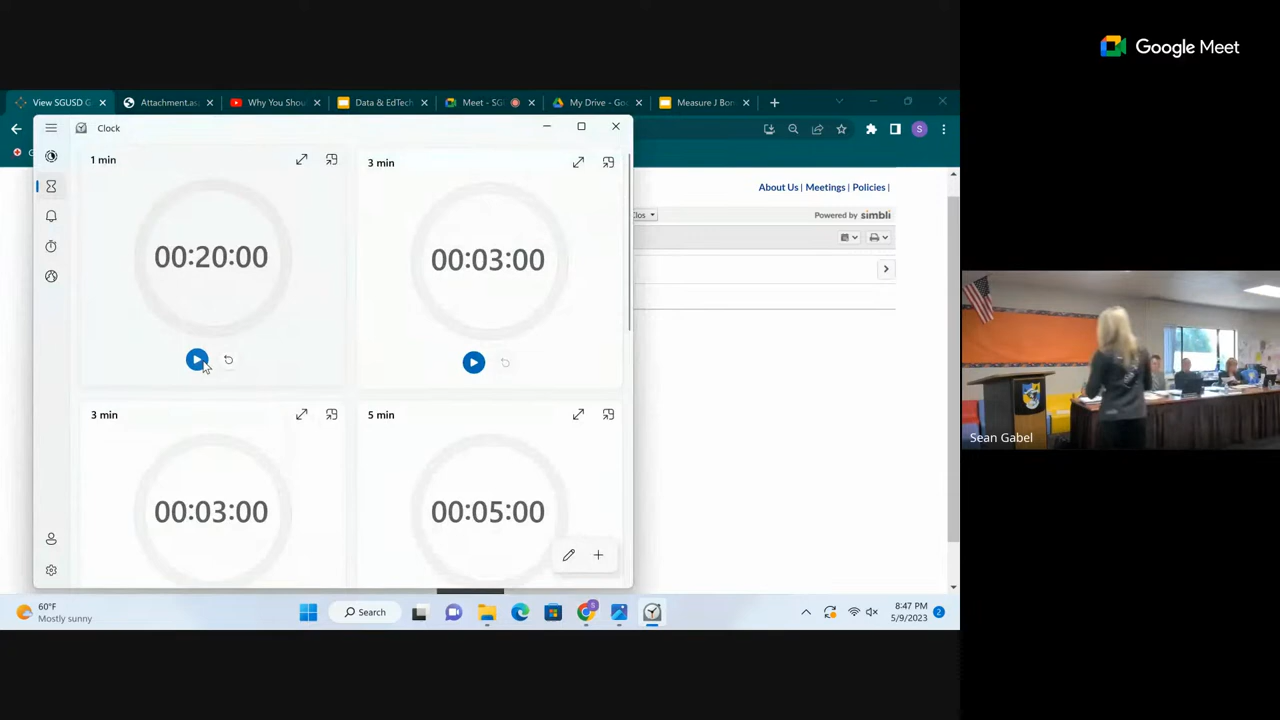 Google Meet
View SGUSD G
Attachment.as
Why You Shou
Data & EdTech
Meet - SG
My Drive - Goo
Measure J Bon
S
Clock
1 min
3 min
00:20:00
00:03:00
3 min
5 min
00:03:00
00:05:00
About Us | Meetings | Policies |
Clos
Powered by simbli
Sean Gabel
60°F
Mostly sunny
Search
8:47 PM
5/9/2023
2